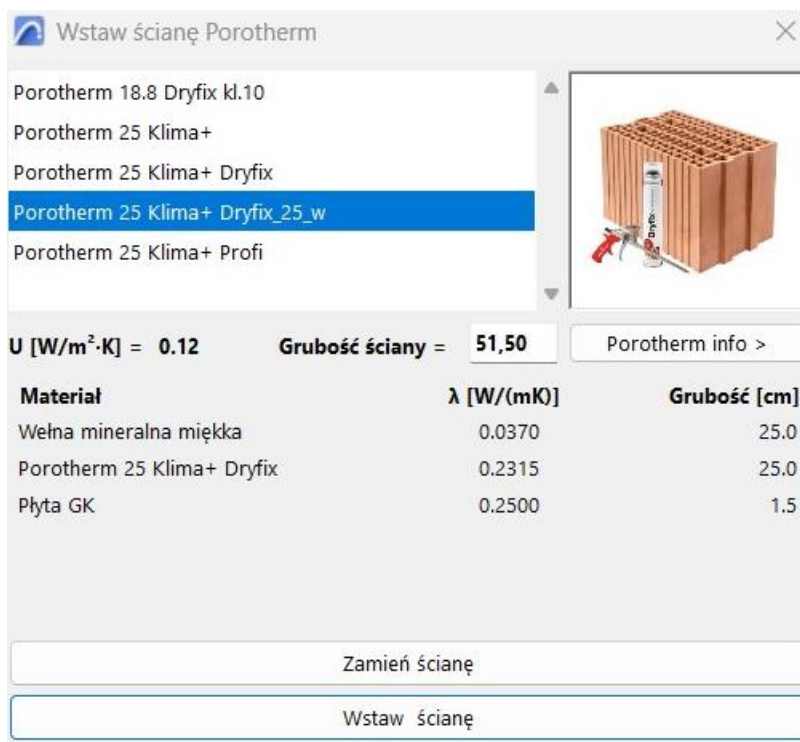 Wstaw ścianę Porotherm
Porotherm 18.8 Dryfix kl.10
Porotherm 25 Klima+
Porotherm 25 Klima+ Dryfix
Porotherm 25 Klima+ Dryfix_25_w
Porotherm 25 Klima+ Profi
Dryfix
U [W/m²·K] = 0.12 Grubość ściany = 51,50 Porotherm info >
Materiał λ [W/(mK)] Grubość [cm]
Wełna mineralna miękka 0.0370 25.0
Porotherm 25 Klima+ Dryfix 0.2315 25.0
Płyta GK 0.2500 1.5
Zamień ścianę
Wstaw ścianę